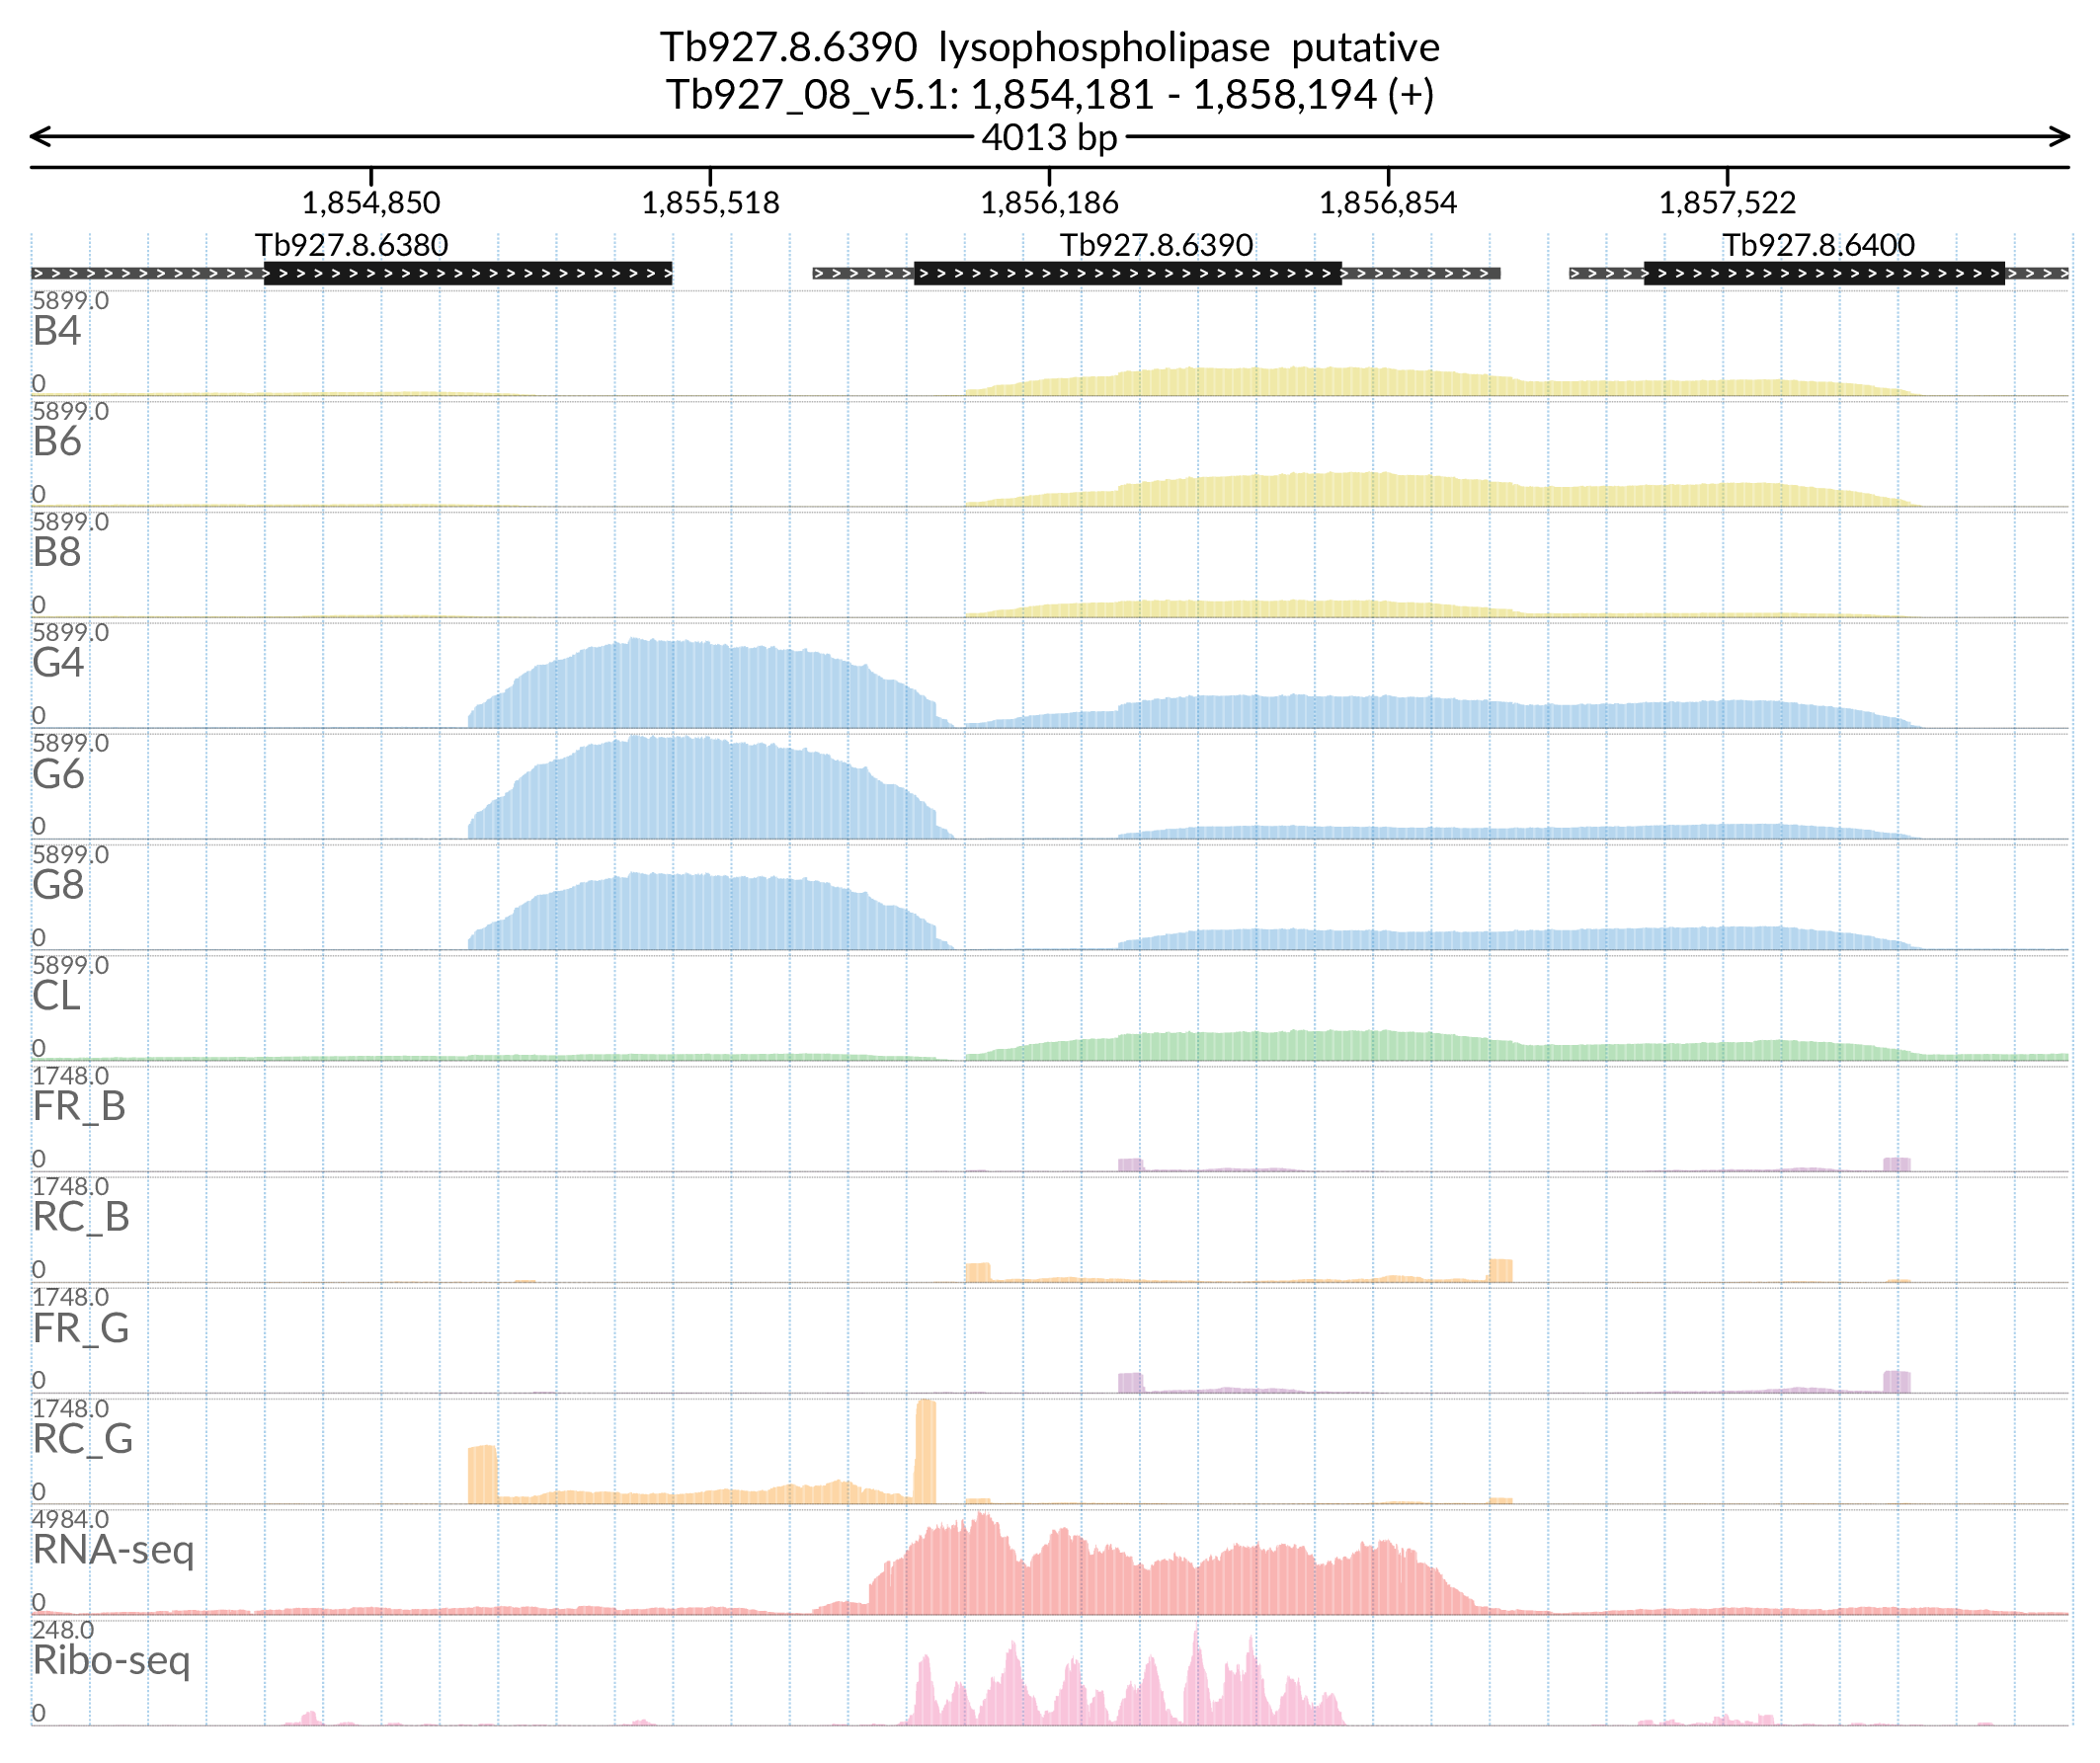 Tb927.8.6390 lysophospholipase putative
Tb927_08_v5.1: 1,854,181 - 1,858,194 (+)
4013 bp
1,854,850 1,855,518 1,856,186 1,856,854 1,857,522
Tb927.8.6380 Tb927.8.6390 Tb927.8.6400
5899.0
B4
0
5899.0
B6
0
5899.0
B8
0
5899.0
G4
0
5899.0
G6
0
5899.0
G8
0
5899.0
CL
0
1748.0
FR_B
0
1748.0
RC_B
0
1748.0
FR_G
0
1748.0
RC_G
0
4984.0
RNA-seq
0
248.0
Ribo-seq
0